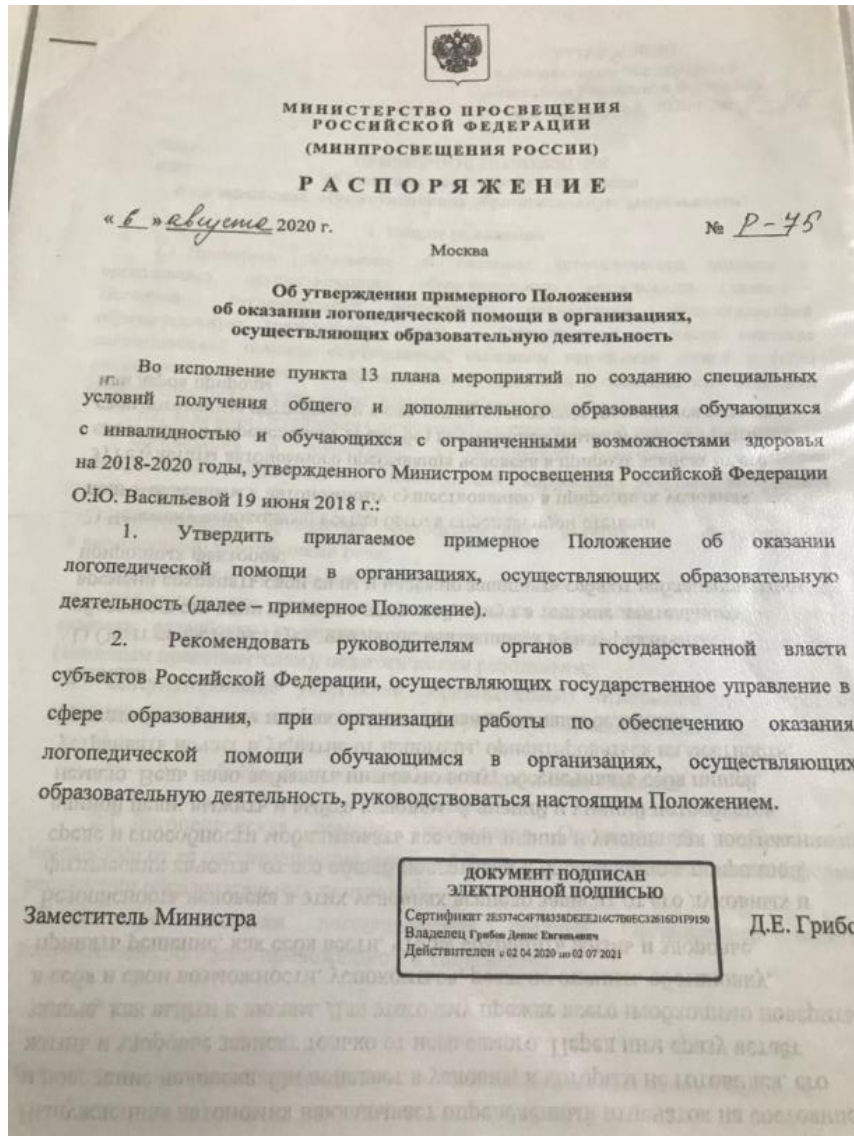 МИНИСТЕРСТВО ПРОСВЕЩЕНИЯ
РОССИЙСКОЙ ФЕДЕРАЦИИ
(МИНПРОСВЕЩЕНИЯ РОССИИ)
РАСПОРЯЖЕНИЕ
« 6 » августа 2020 г. № Р-75
Москва
Об утверждении примерного Положения
об оказании логопедической помощи в организациях,
осуществляющих образовательную деятельность
Во исполнение пункта 13 плана мероприятий по созданию специальных
условий получения общего и дополнительного образования обучающихся
с инвалидностью и обучающихся с ограниченными возможностями здоровья
на 2018-2020 годы, утвержденного Министром просвещения Российской Федерации
О.Ю. Васильевой 19 июня 2018 г.:
1. Утвердить прилагаемое примерное Положение об оказании
логопедической помощи в организациях, осуществляющих образовательную
деятельность (далее – примерное Положение).
2. Рекомендовать руководителям органов государственной власти
субъектов Российской Федерации, осуществляющих государственное управление в
сфере образования, при организации работы по обеспечению оказания
логопедической помощи обучающимся в организациях, осуществляющих
образовательную деятельность, руководствоваться настоящим Положением.
ДОКУМЕНТ ПОДПИСАН
ЭЛЕКТРОННОЙ ПОДПИСЬЮ
Сертификат
Владелец Грибов Денис Евгеньевич
Действителен с 02 04 2020 по 02 07 2021
Заместитель Министра Д.Е. Грибо